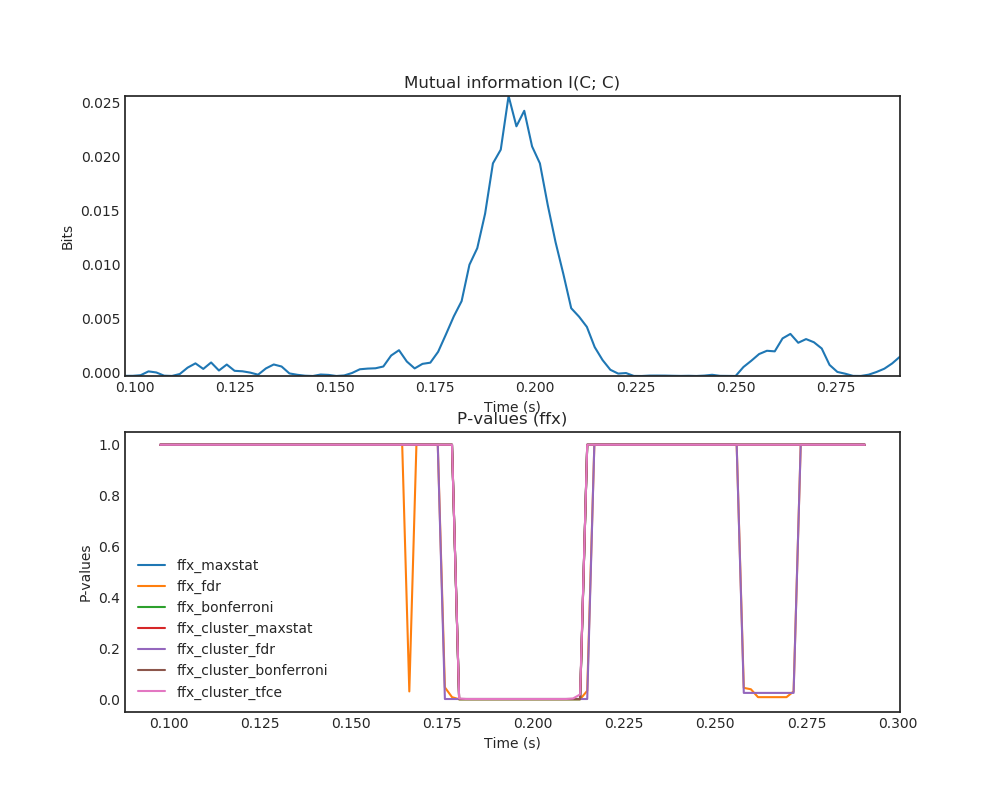 Mutual information I(C; C)
0.025
0.020
0.015
0.010
0.005
0.000
Bits
0.100 0.125 0.150 0.175 0.200 0.225 0.250 0.275
Time (s)
P-values (ffx)
1.0
0.8
0.6
0.4
0.2
0.0
P-values
ffx_maxstat
ffx_fdr
ffx_bonferroni
ffx_cluster_maxstat
ffx_cluster_fdr
ffx_cluster_bonferroni
ffx_cluster_tfce
0.100 0.125 0.150 0.175 0.200 0.225 0.250 0.275 0.300
Time (s)